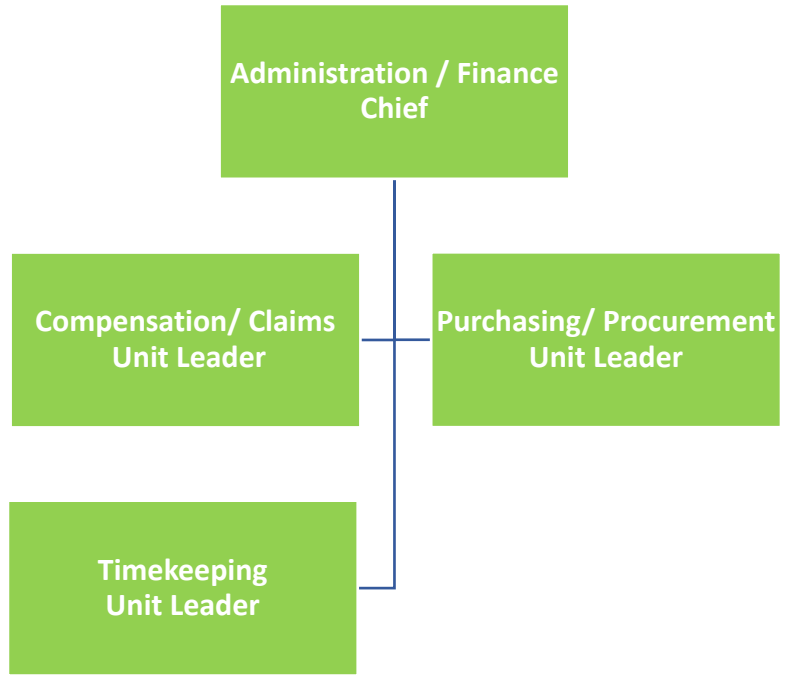 Administration / Finance
Chief
Compensation/ Claims
Unit Leader
Purchasing/ Procurement
Unit Leader
Timekeeping
Unit Leader